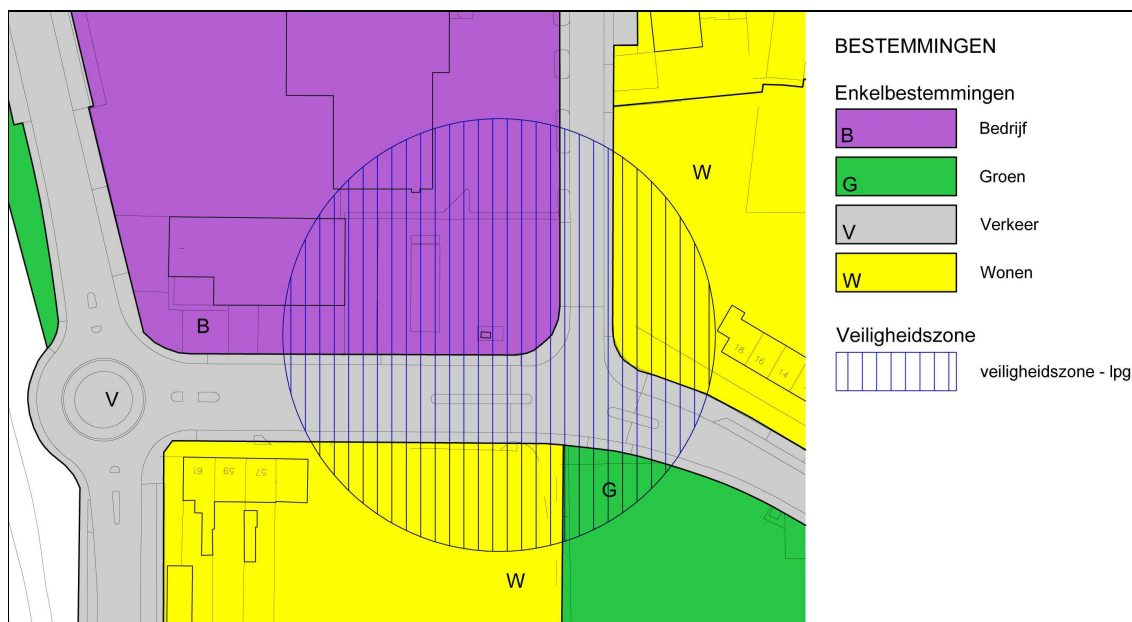 BESTEMMINGEN
Enkelbestemmingen
B Bedrijf
G Groen
V Verkeer
W Wonen
Veiligheidszone
veiligheidszone - lpg
W
B
18
16
14
V
61
59
57
G
W